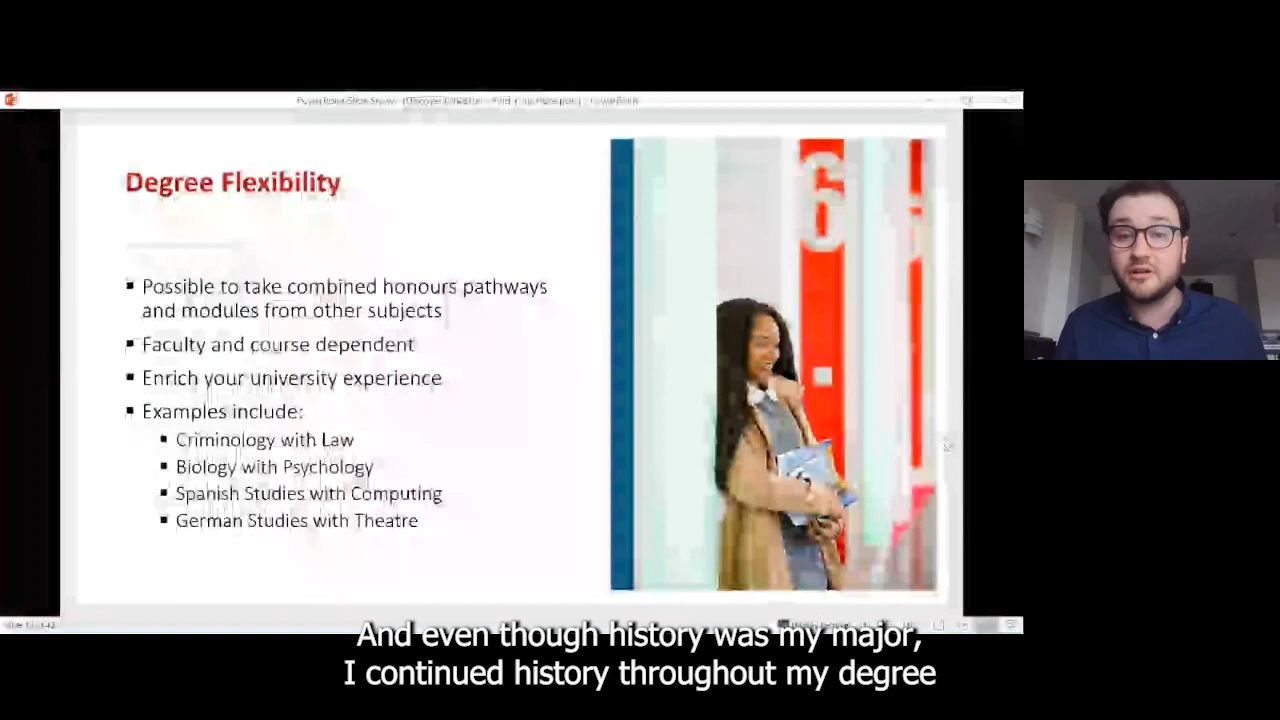 Degree Flexibility
▪ Possible to take combined honours pathways
and modules from other subjects
▪ Faculty and course dependent
▪ Enrich your university experience
▪ Examples include:
▪ Criminology with Law
▪ Biology with Psychology
▪ Spanish Studies with Computing
▪ German Studies with Theatre
6
And even though history was my major,
I continued history throughout my degree